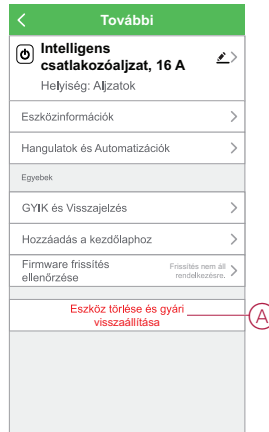 További
Intelligens
csatlakozóaljzat, 16 A
Helyiség: Aljzatok
Eszközinformációk
Hangulatok és Automatizációk
Egyebek
GYIK és Visszajelzés
Hozzáadás a kezdőlaphoz
Firmware frissítés
ellenőrzése
Frissítés nem áll
rendelkezésre.
Eszköz törlése és gyári
visszaállítása
A